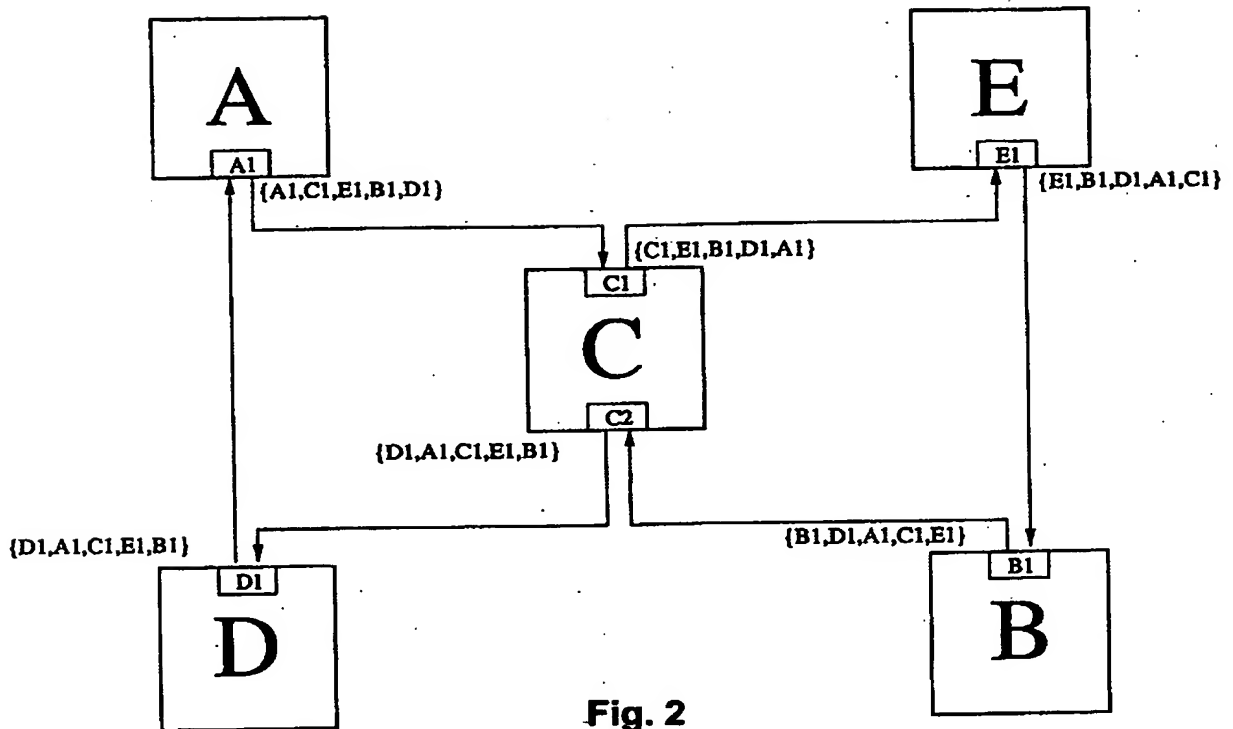 A
E
A1
E1
{A1,C1,E1,B1,D1}
{E1,B1,D1,A1,C1}
{C1,E1,B1,D1,A1}
C1
C
C2
{D1,A1,C1,E1,B1}
{D1,A1,C1,E1,B1}
{B1,D1,A1,C1,E1}
D1
B1
D
B
Fig. 2